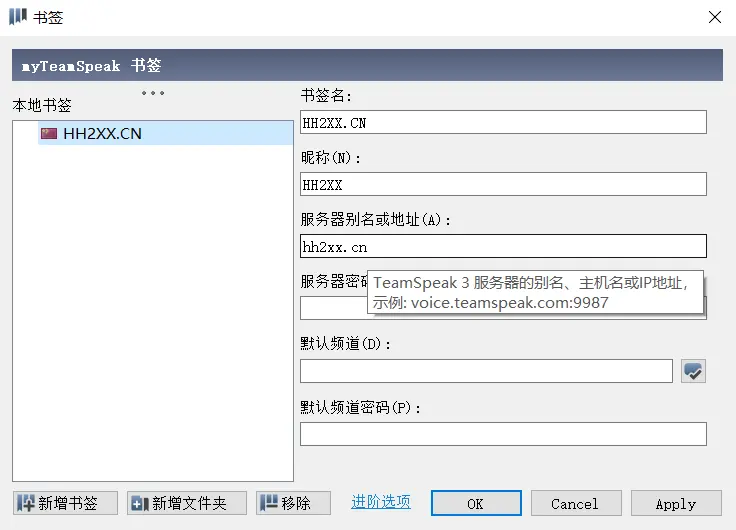 书签
myTeamSpeak 书签
本地书签
HH2XX.CN
书签名:
HH2XX.CN
昵称(N):
HH2XX
服务器别名或地址(A):
hh2xx.cn
服务器密
TeamSpeak 3 服务器的别名、主机名或IP地址,
示例: voice.teamspeak.com:9987
默认频道(D):
默认频道密码(P):
新增书签 新增文件夹 移除 进阶选项 OK Cancel Apply